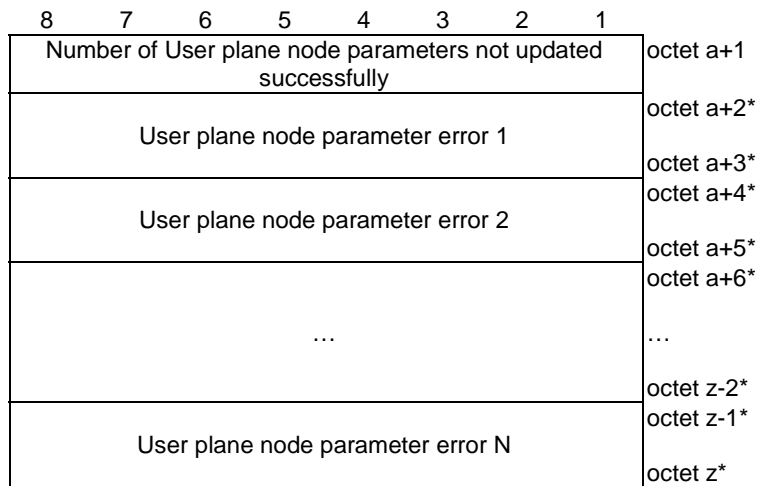 8 7 6 5 4 3 2 1
Number of User plane node parameters not updated octet a+1
successfully
octet a+2*
User plane node parameter error 1
octet a+3*
octet a+4*
User plane node parameter error 2
octet a+5*
octet a+6*
… …
octet z-2*
octet z-1*
User plane node parameter error N
octet z*